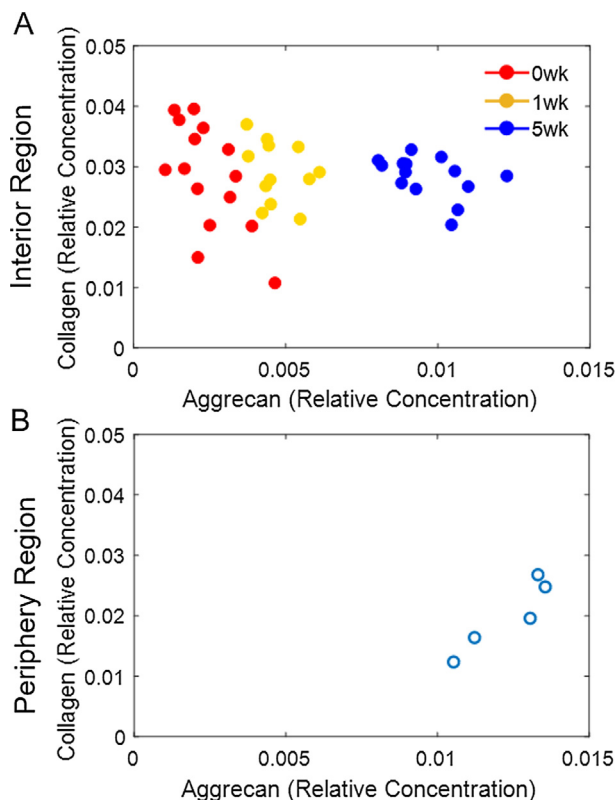 A
Interior Region
Collagen (Relative Concentration)
0.05
0.04
0.03
0.02
0.01
0
0wk
1wk
5wk
0 0.005 0.01 0.015
Aggrecan (Relative Concentration)
B
Periphery Region
Collagen (Relative Concentration)
0.05
0.04
0.03
0.02
0.01
0
0 0.005 0.01 0.015
Aggrecan (Relative Concentration)